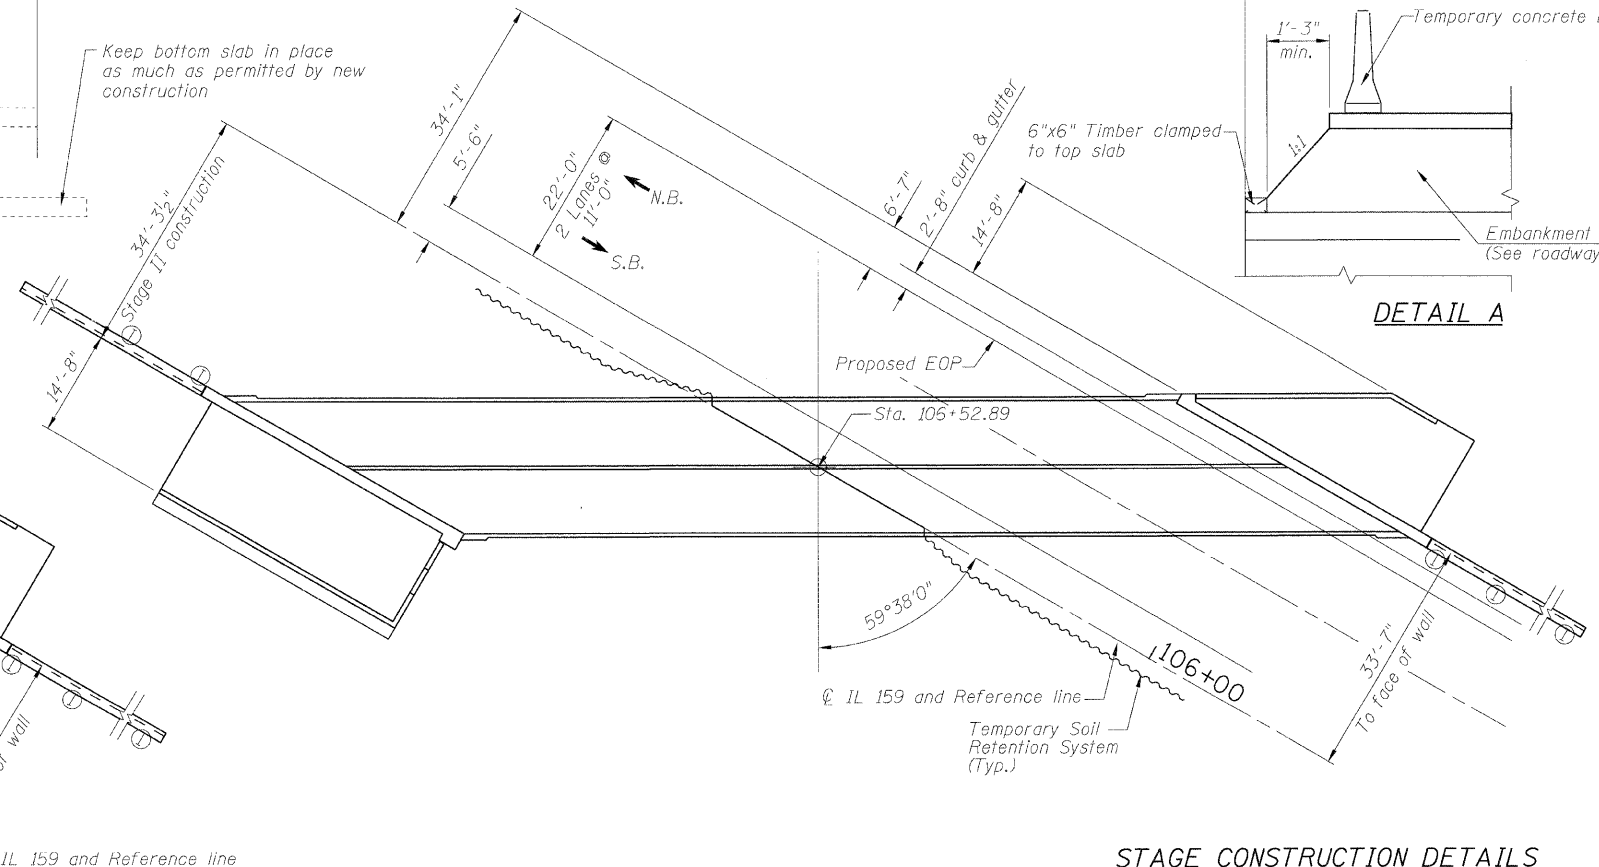 Keep bottom slab in place
as much as permitted by new
construction
34'-3½"
Stage II construction
14'-8"
34'-1"
5'-6"
22'-0"
2 Lanes @
11'-0"
N.B.
S.B.
6'-7"
2'-8" curb & gutter
14'-8"
Proposed EOP
Sta. 106+52.89
59°38'0"
106+00
33'-7"
To face of wall
℄ IL 159 and Reference line
Temporary Soil
Retention System
(Typ.)
1'-3"
min.
Temporary concrete
6"x6" Timber clamped
to top slab
1:1
Embankment
(See roadway
DETAIL A
wall
IL 159 and Reference line
STAGE CONSTRUCTION DETAILS